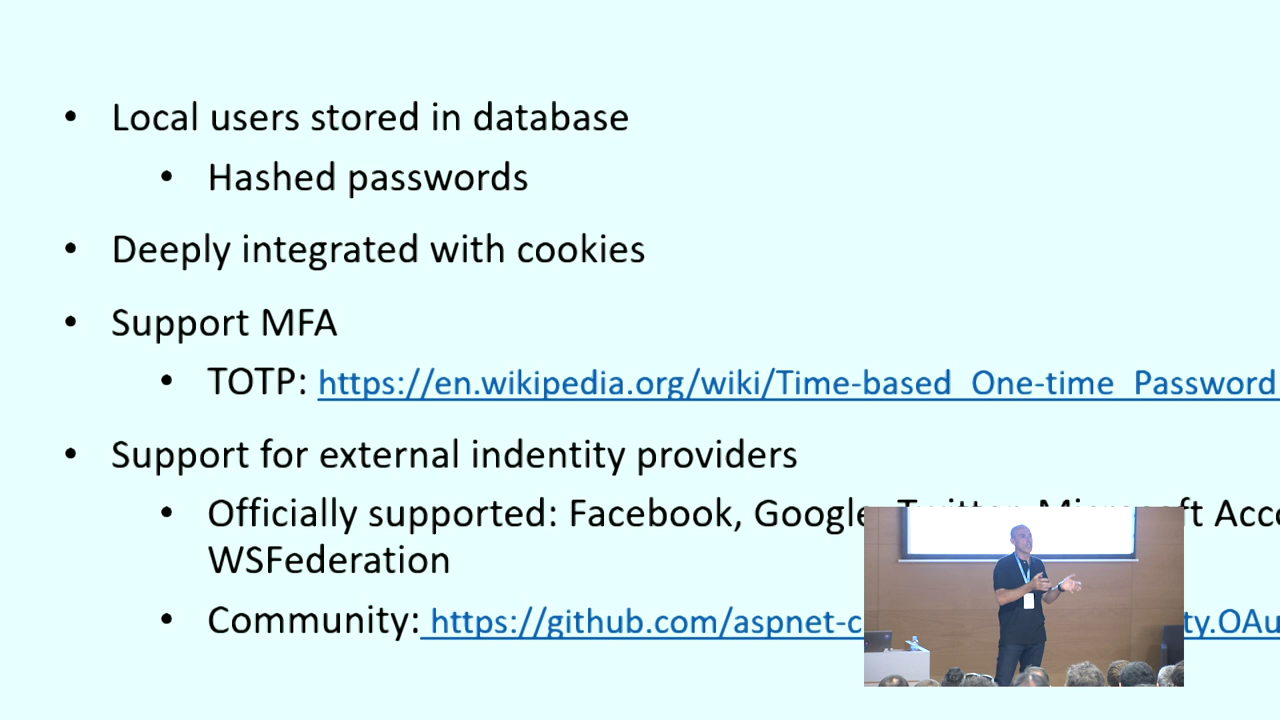 • Local users stored in database
• Hashed passwords
• Deeply integrated with cookies
• Support MFA
• TOTP: https://en.wikipedia.org/wiki/Time-based_One-time_Password
• Support for external indentity providers
• Officially supported: Facebook, Google, Twitter, Microsoft Acc
WSFederation
• Community: https://github.com/aspnet-c ty.OAu